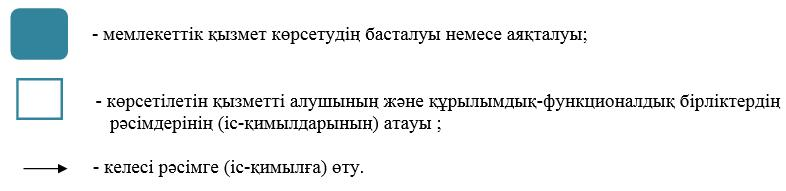 - мемлекеттік қызмет көрсетудің басталуы немесе аяқталуы;
- көрсетілетін қызметті алушының және құрылымдық-функционалдық бірліктердің
рәсімдерінің (іс-қимылдарының) атауы ;
- келесі рәсімге (іс-қимылға) өту.